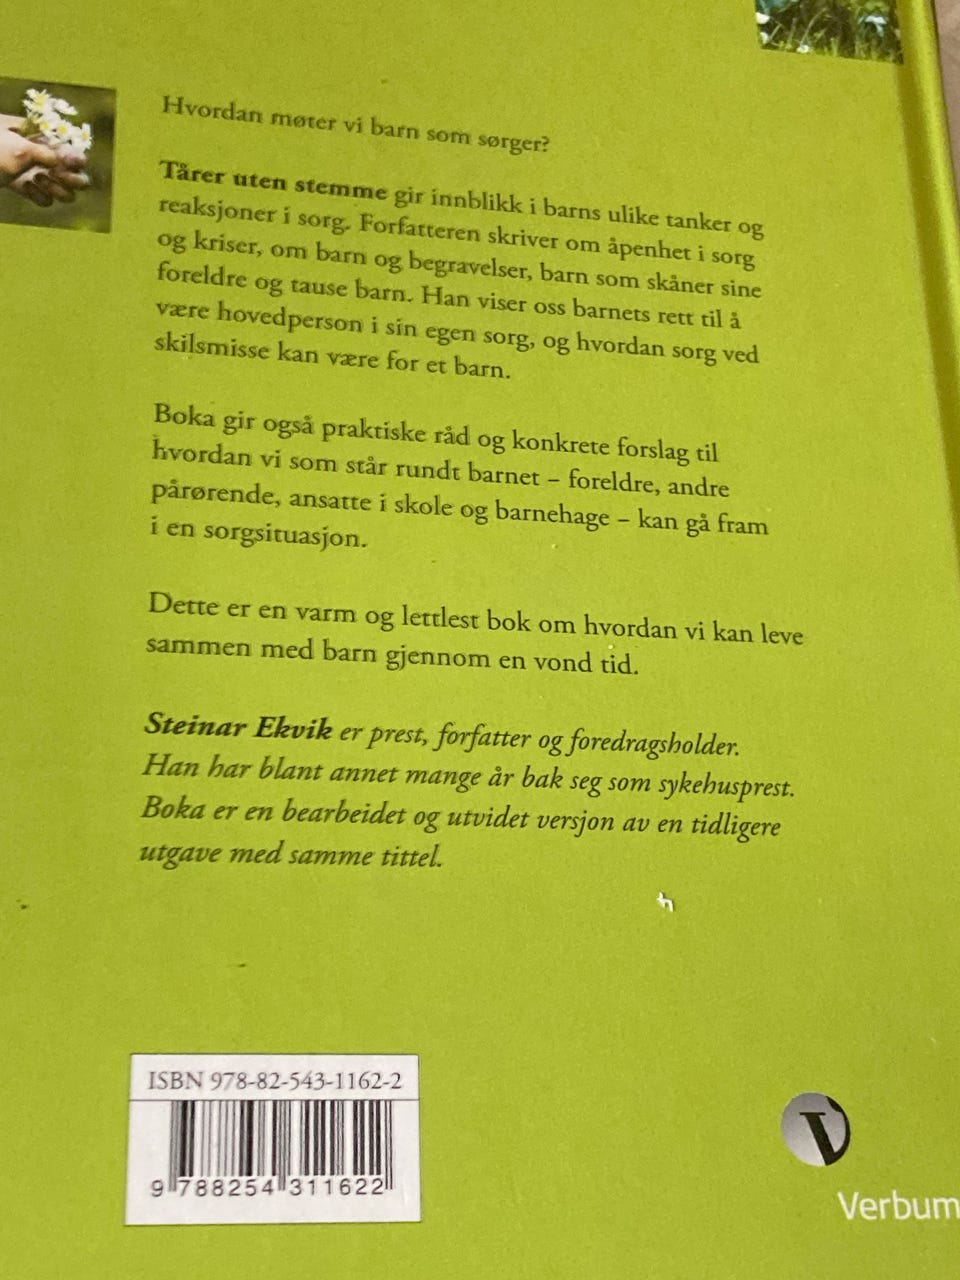 Hvordan møter vi barn som sørger?
Tårer uten stemme gir innblikk i barns ulike tanker og
reaksjoner i sorg. Forfatteren skriver om åpenhet i sorg
og kriser, om barn og begravelser, barn som skåner sine
foreldre og tause barn. Han viser oss barnets rett til å
være hovedperson i sin egen sorg, og hvordan sorg ved
skilsmisse kan være for et barn.
Boka gir også praktiske råd og konkrete forslag til
hvordan vi som står rundt barnet – foreldre, andre
pårørende, ansatte i skole og barnehage – kan gå fram
i en sorgsituasjon.
Dette er en varm og lettlest bok om hvordan vi kan leve
sammen med barn gjennom en vond tid.
Steinar Ekvik er prest, forfatter og foredragsholder.
Han har blant annet mange år bak seg som sykehusprest.
Boka er en bearbeidet og utvidet versjon av en tidligere
utgave med samme tittel.
ISBN 978-82-543-1162-2
9 788254 311622
V
Verbum